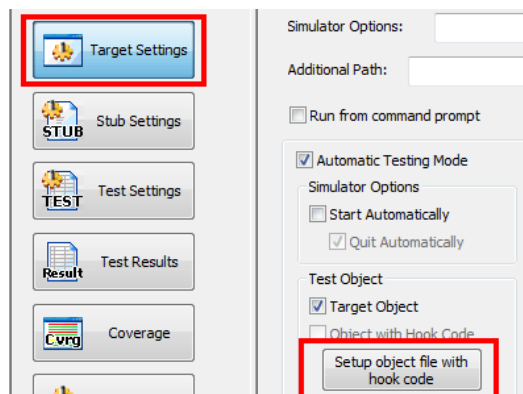 Target Settings
STUB
Stub Settings
TEST
Test Settings
Result
Test Results
Cvrg
Coverage
Simulator Options:
Additional Path:
Run from command prompt
Automatic Testing Mode
Simulator Options
Start Automatically
Quit Automatically
Test Object
Target Object
Object with Hook Code
Setup object file with
hook code